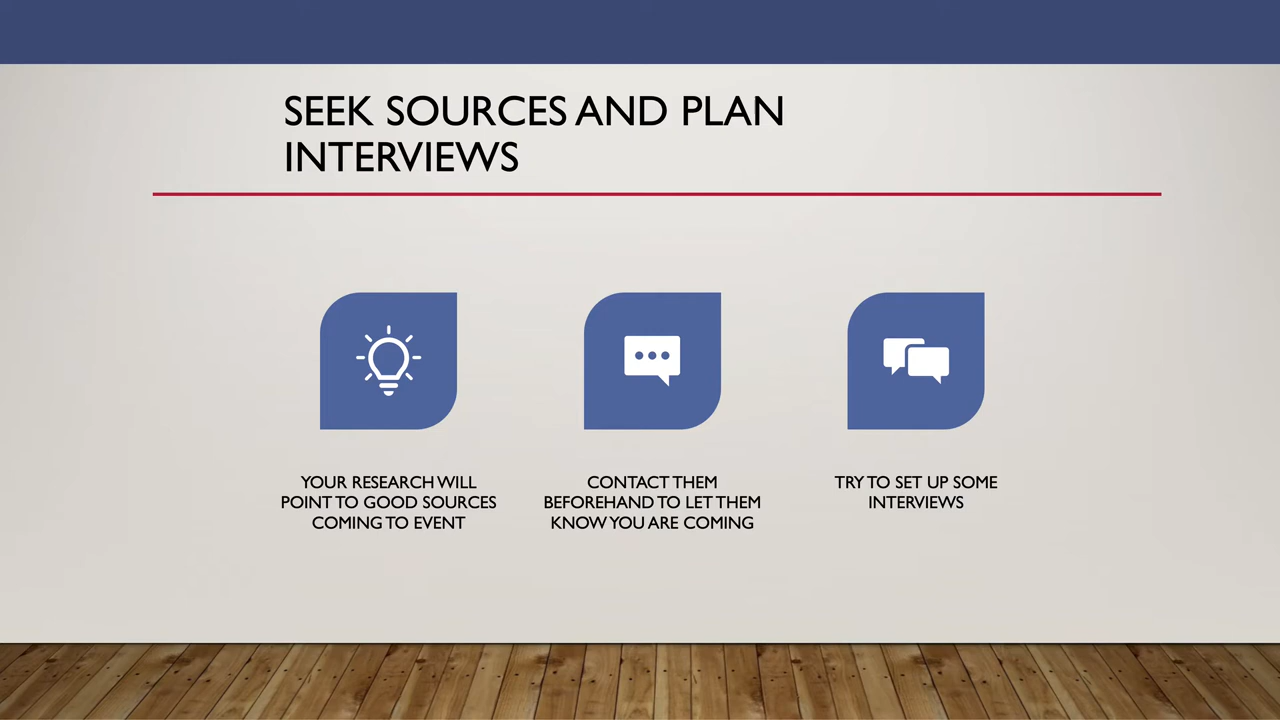 SEEK SOURCES AND PLAN
INTERVIEWS
YOUR RESEARCH WILL
POINT TO GOOD SOURCES
COMING TO EVENT
CONTACT THEM
BEFOREHAND TO LET THEM
KNOW YOU ARE COMING
TRY TO SET UP SOME
INTERVIEWS